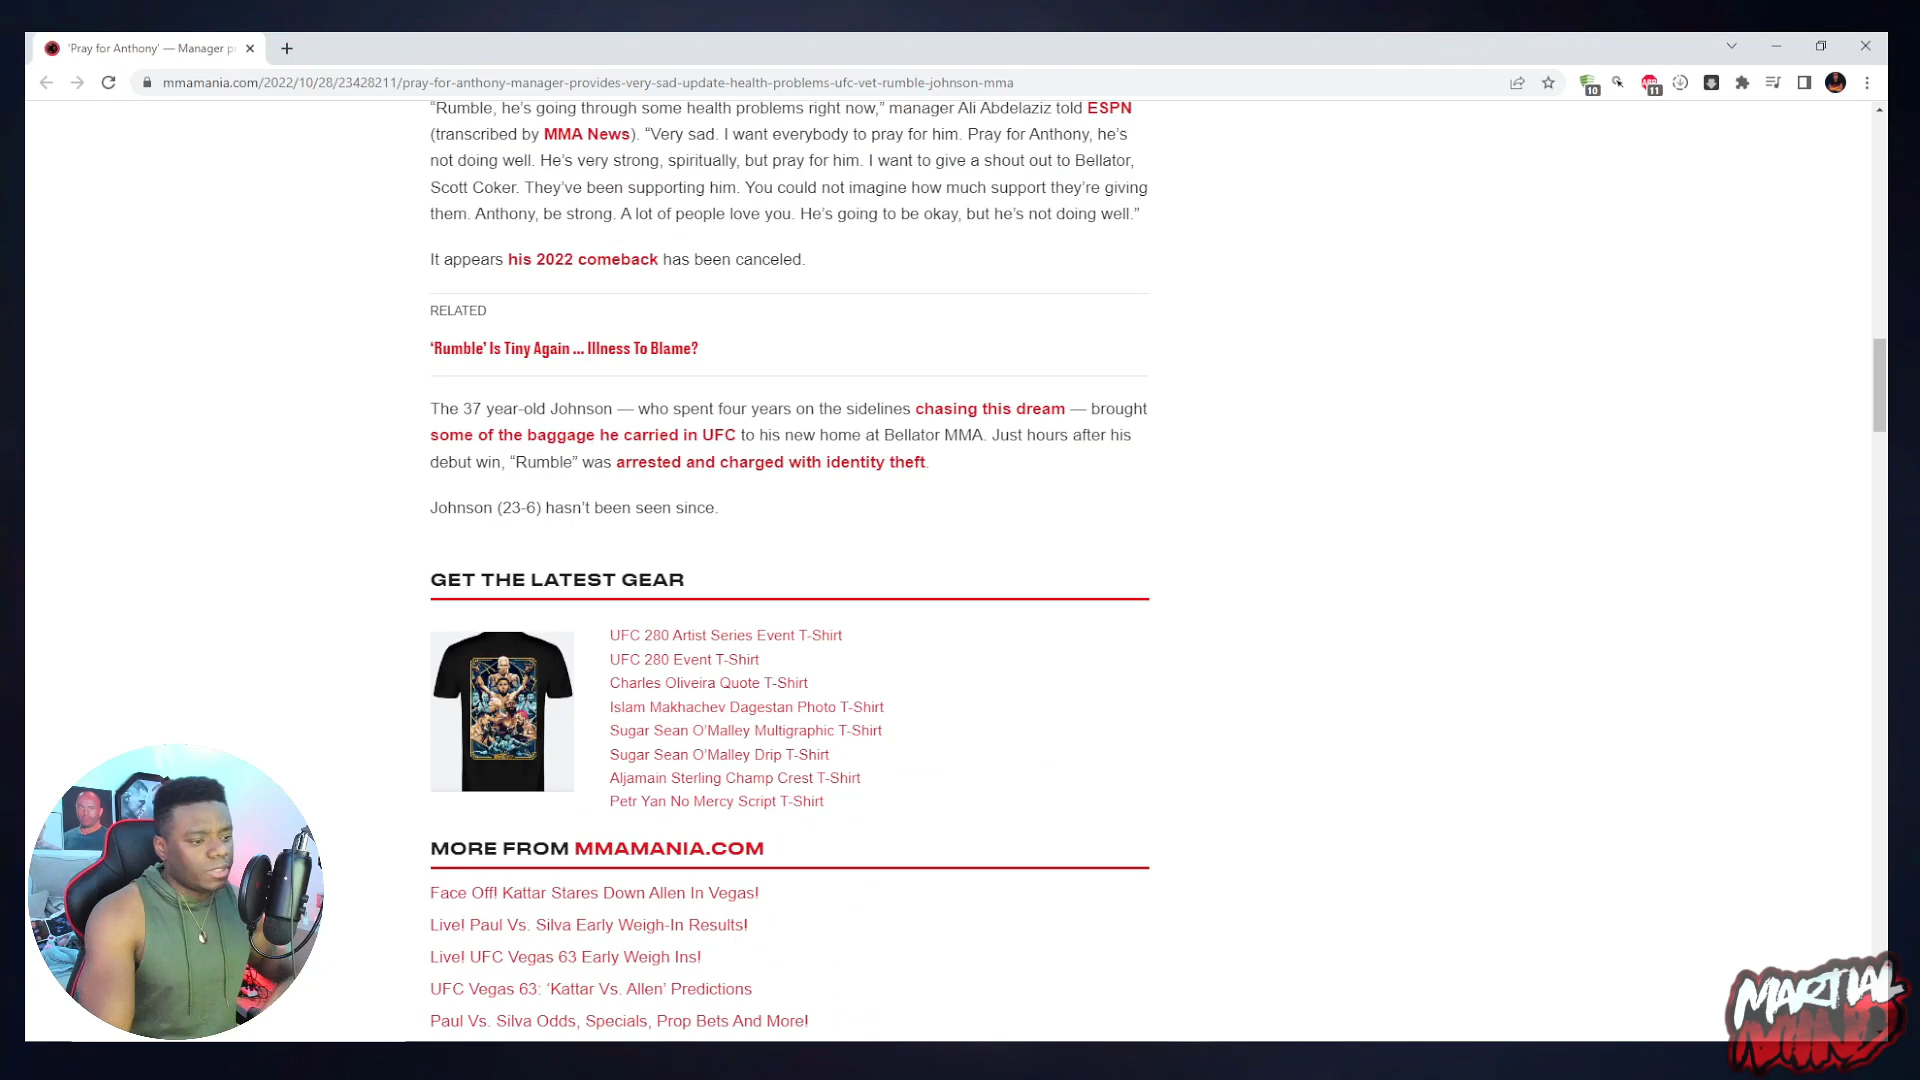 'Pray for Anthony' — Manager p
mmamania.com/2022/10/28/23428211/pray-for-anthony-manager-provides-very-sad-update-health-problems-ufc-vet-rumble-johnson-mma
10
11
“Rumble, he’s going through some health problems right now,” manager Ali Abdelaziz told ESPN
(transcribed by MMA News). “Very sad. I want everybody to pray for him. Pray for Anthony, he’s
not doing well. He’s very strong, spiritually, but pray for him. I want to give a shout out to Bellator,
Scott Coker. They’ve been supporting him. You could not imagine how much support they’re giving
them. Anthony, be strong. A lot of people love you. He’s going to be okay, but he’s not doing well.”
It appears his 2022 comeback has been canceled.
RELATED
‘Rumble’ Is Tiny Again ... Illness To Blame?
The 37 year-old Johnson — who spent four years on the sidelines chasing this dream — brought
some of the baggage he carried in UFC to his new home at Bellator MMA. Just hours after his
debut win, “Rumble” was arrested and charged with identity theft.
Johnson (23-6) hasn’t been seen since.
GET THE LATEST GEAR
UFC 280 Artist Series Event T-Shirt
UFC 280 Event T-Shirt
Charles Oliveira Quote T-Shirt
Islam Makhachev Dagestan Photo T-Shirt
Sugar Sean O’Malley Multigraphic T-Shirt
Sugar Sean O’Malley Drip T-Shirt
Aljamain Sterling Champ Crest T-Shirt
Petr Yan No Mercy Script T-Shirt
MORE FROM MMAMANIA.COM
Face Off! Kattar Stares Down Allen In Vegas!
Live! Paul Vs. Silva Early Weigh-In Results!
Live! UFC Vegas 63 Early Weigh Ins!
UFC Vegas 63: ‘Kattar Vs. Allen’ Predictions
Paul Vs. Silva Odds, Specials, Prop Bets And More!
MARTIAL
MIND